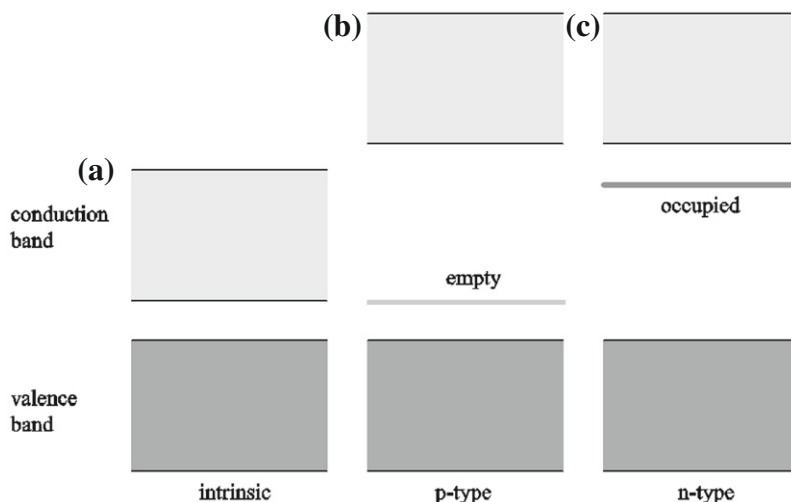 (b)
(c)
(a)
conduction
band
occupied
empty
valence
band
intrinsic
p-type
n-type